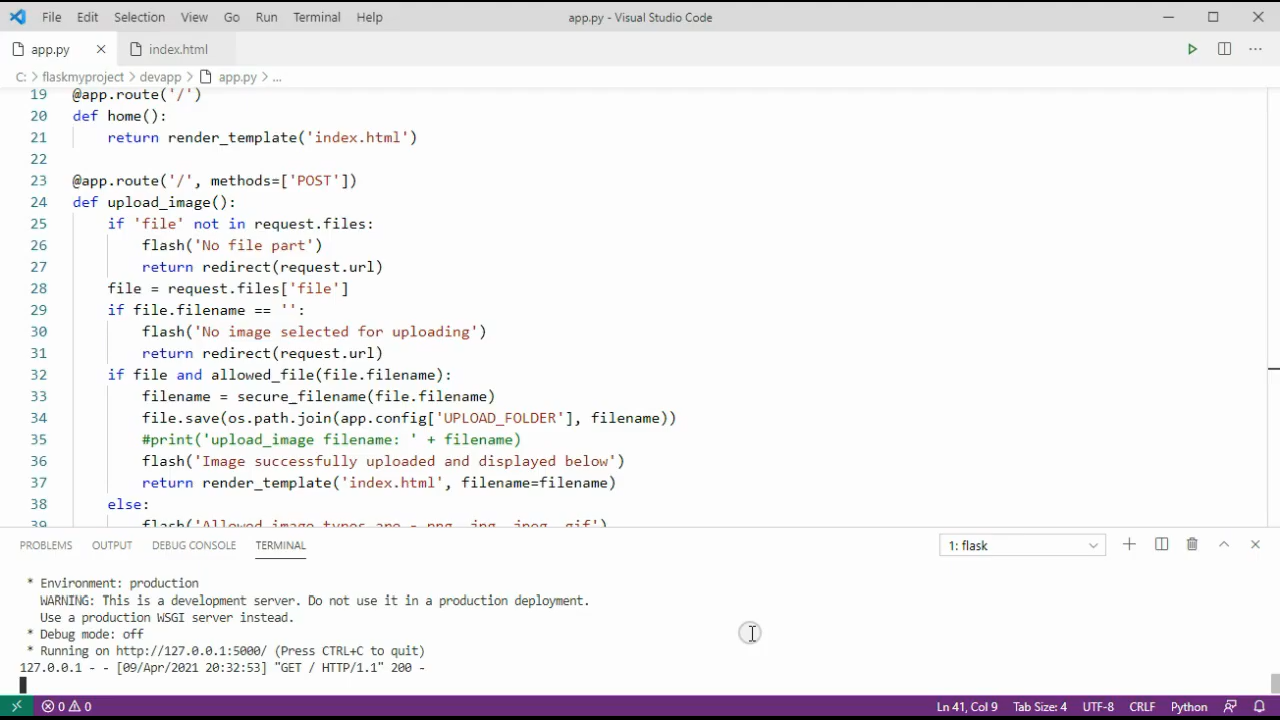 File Edit Selection View Go Run Terminal Help app.py - Visual Studio Code
app.py index.html
C: > flaskmyproject > devapp > app.py > ...
19 @app.route('/')
20 def home():
21 return render_template('index.html')
22
23 @app.route('/', methods=['POST'])
24 def upload_image():
25 if 'file' not in request.files:
26 flash('No file part')
27 return redirect(request.url)
28 file = request.files['file']
29 if file.filename == '':
30 flash('No image selected for uploading')
31 return redirect(request.url)
32 if file and allowed_file(file.filename):
33 filename = secure_filename(file.filename)
34 file.save(os.path.join(app.config['UPLOAD_FOLDER'], filename))
35 #print('upload_image filename: ' + filename)
36 flash('Image successfully uploaded and displayed below')
37 return render_template('index.html', filename=filename)
38 else:
39 flash('Allowed image types are - png, jpg, jpeg, gif')
PROBLEMS OUTPUT DEBUG CONSOLE TERMINAL 1: flask
* Environment: production
WARNING: This is a development server. Do not use it in a production deployment.
Use a production WSGI server instead.
* Debug mode: off
* Running on http://127.0.0.1:5000/ (Press CTRL+C to quit)
127.0.0.1 - - [09/Apr/2021 20:32:53] "GET / HTTP/1.1" 200 -
0 0 Ln 41, Col 9 Tab Size: 4 UTF-8 CRLF Python